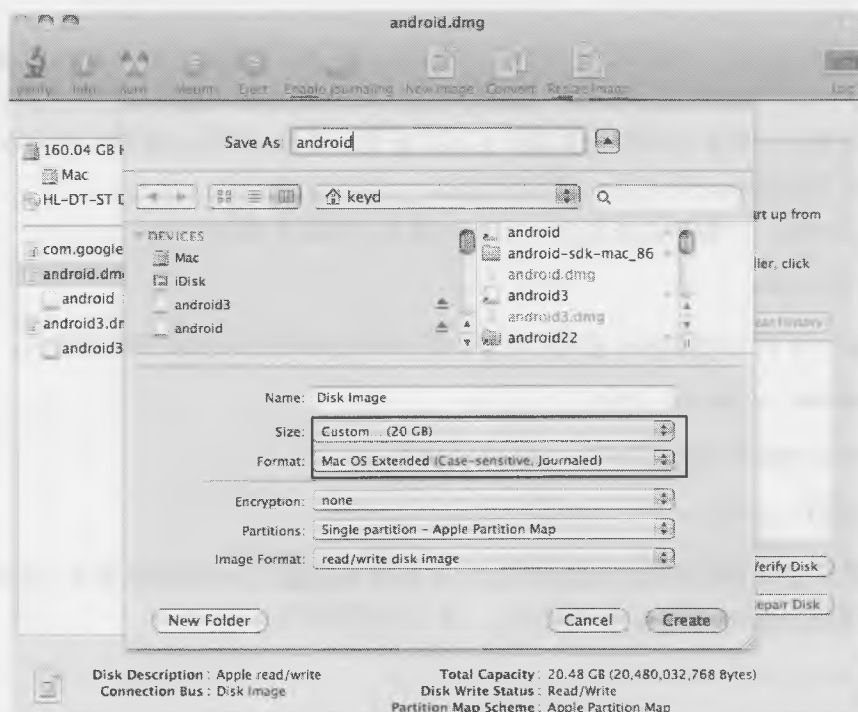 android.dmg
Verify Info Burn Mount Eject Enable Journaling New Image Convert Resize Image Log
Save As: android
160.04 GB H
Mac
HL-DT-ST D
com.google
android.dm
android
android3.dm
android3
keyd
DEVICES
Mac
iDisk
android3
android
android
android-sdk-mac_86
android.dmg
android3
android3.dmg
android22
art up from
ller, click
ear History
Name: Disk Image
Size: Custom... (20 GB)
Format: Mac OS Extended (Case-sensitive, Journaled)
Encryption: none
Partitions: Single partition – Apple Partition Map
Image Format: read/write disk image
Verify Disk
epair Disk
New Folder
Cancel
Create
Disk Description : Apple read/write
Connection Bus : Disk Image
Total Capacity : 20.48 GB (20,480,032,768 Bytes)
Disk Write Status : Read/Write
Partition Map Scheme : Apple Partition Map